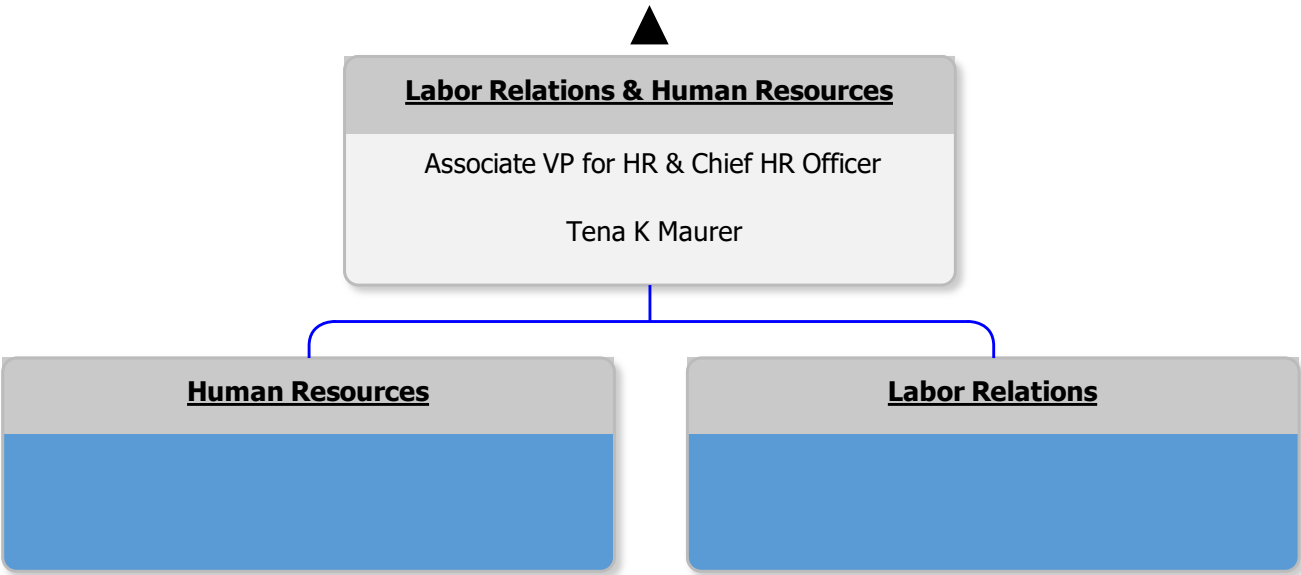 Labor Relations & Human Resources
Associate VP for HR & Chief HR Officer
Tena K Maurer
Human Resources
Labor Relations